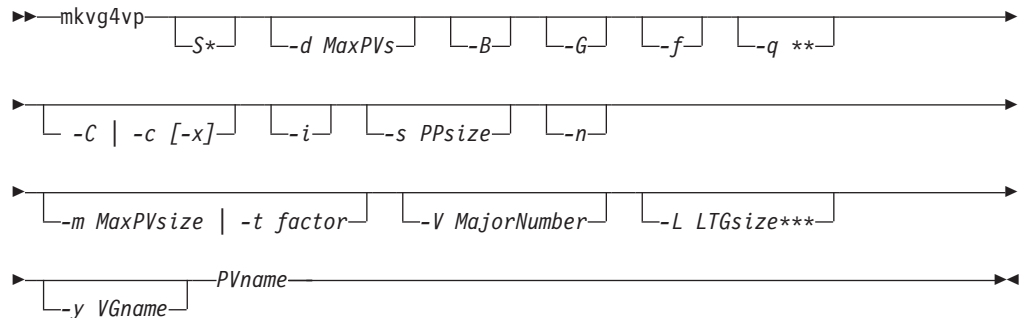 mkvg4vp S* -d MaxPVs -B -G -f -q **
-C | -c [-x] -i -s PPsize -n
-m MaxPVsize | -t factor -V MajorNumber -L LTGsize***
PVname
-y VGname